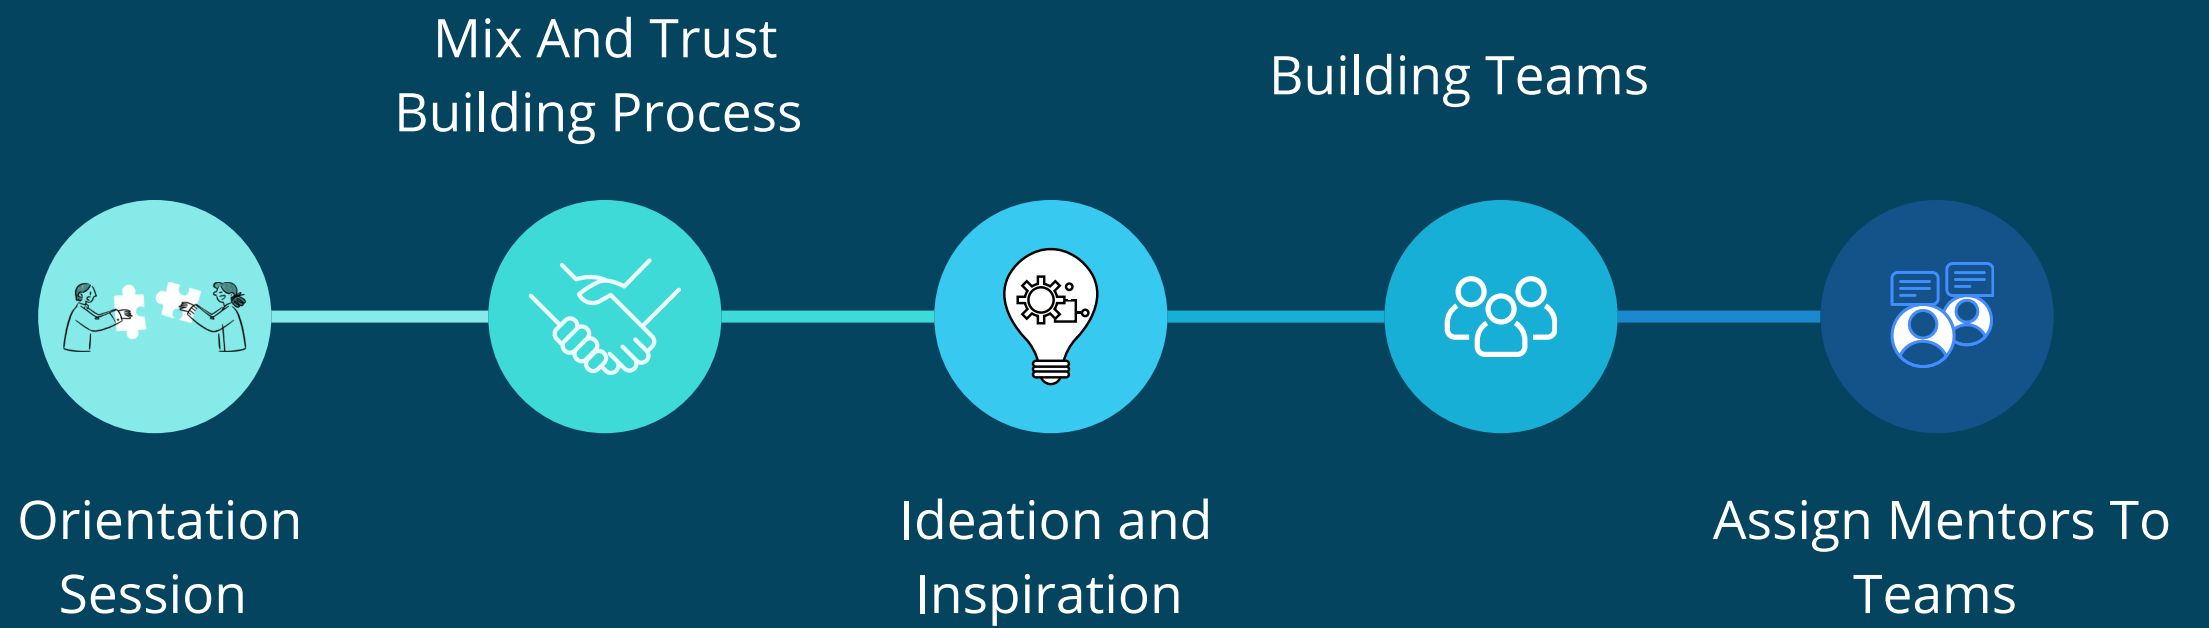 Orientation
Session
Mix And Trust
Building Process
Ideation and
Inspiration
Building Teams
Assign Mentors To
Teams